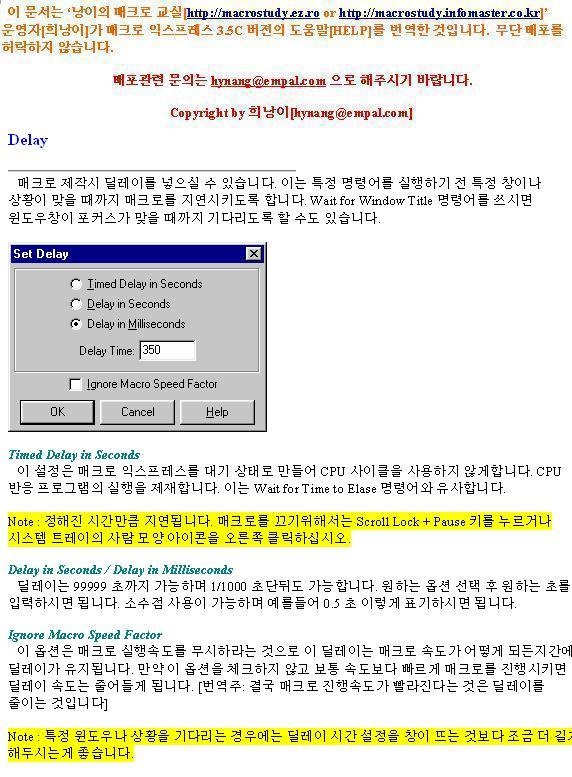 이 문서는 '낭이의 매크로 교실[http://macrostudy.ez.ro or http://macrostudy.infomaster.co.kr]'
운영자[희낭이]가 매크로 익스프레스 3.5C 버젼의 도움말[HELP]를 번역한 것입니다. 무단 배포를
허락하지 않습니다.
배포관련 문의는 hynang@empal.com 으로 해주시기 바랍니다.
Copyright by 희낭이[hynang@empal.com]
Delay
매크로 제작시 딜레이를 넣으실 수 있습니다. 이는 특정 명령어를 실행하기 전 특정 창이나
상황이 맞을 때까지 매크로를 지연시키도록 합니다. Wait for Window Title 명령어를 쓰시면
윈도우창이 포커스가 맞을 때까지 기다리도록 할 수도 있습니다.
Set Delay
Timed Delay in Seconds
Delay in Seconds
Delay in Milliseconds
Delay Time: 350
Ignore Macro Speed Factor
OK Cancel Help
Timed Delay in Seconds
이 설정은 매크로 익스프레스를 대기 상태로 만들어 CPU 사이클을 사용하지 않게합니다. CPU
반응 프로그램의 실행을 제재합니다. 이는 Wait for Time to Elase 명령어와 유사합니다.
Note : 정해진 시간만큼 지연됩니다. 매크로를 끄기위해서는 Scroll Lock + Pause 키를 누르거나
시스템 트레이의 사람 모양 아이콘을 오른쪽 클릭하십시오.
Delay in Seconds / Delay in Milliseconds
딜레이는 99999 초까지 가능하며 1/1000 초단뒤도 가능합니다. 원하는 옵션 선택 후 원하는 초를
입력하시면 됩니다. 소수점 사용이 가능하며 예를들어 0.5 초 이렇게 표기하시면 됩니다.
Ignore Macro Speed Factor
이 옵션은 매크로 실행속도를 무시하라는 것으로 이 딜레이는 매크로 속도가 어떻게 되든지간에
딜레이가 유지됩니다. 만약 이 옵션을 체크하지 않고 보통 속도보다 빠르게 매크로를 진행시키면
딜레이 속도는 줄어들게 됩니다. [번역주: 결국 매크로 진행속도가 빨라진다는 것은 딜레이를
줄이는 것입니다]
Note : 특정 윈도우나 상황을 기다리는 경우에는 딜레이 시간 설정을 창이 뜨는 것보다 조금 더 길게
해두시는게 좋습니다.